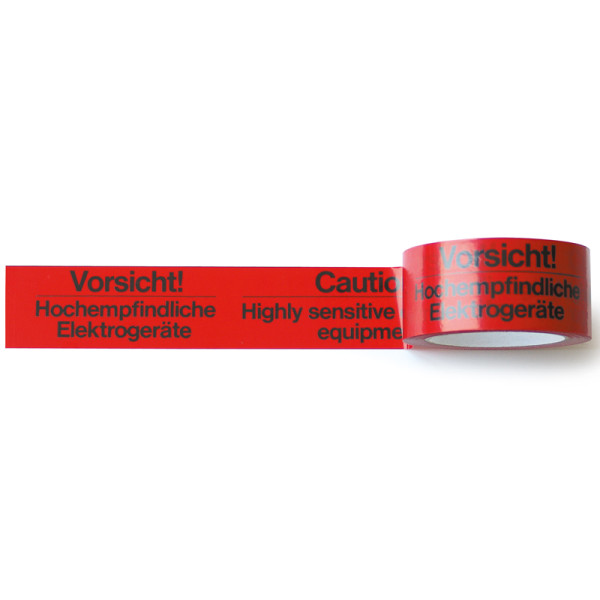 Vorsicht!
Hochempfindliche
Elektrogeräte
Cautio
Highly sensitive
equipme
Vorsicht!
Hochempfindliche
Elektrogeräte